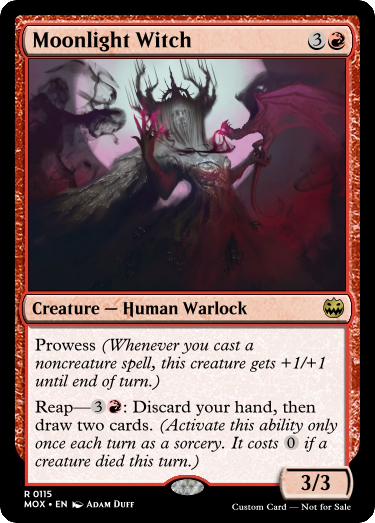 Moonlight Witch 3
Creature — Human Warlock
Prowess (Whenever you cast a
noncreature spell, this creature gets +1/+1
until end of turn.)
Reap—3: Discard your hand, then
draw two cards. (Activate this ability only
once each turn as a sorcery. It costs 0 if a
creature died this turn.)
3/3
R 0115
MOX • EN Adam Duff
Custom Card — Not for Sale